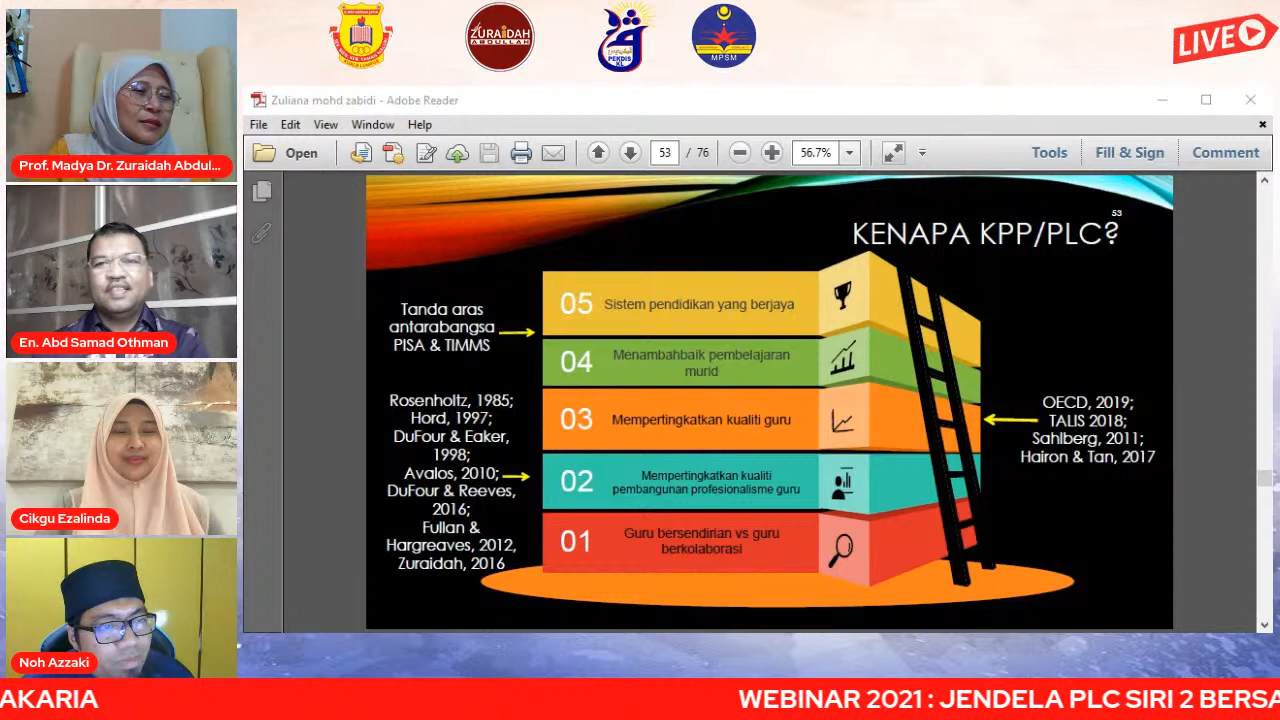 ZURAIDAH
ABDULLAH
PEKDIS
KL
MPSM
LIVE
Prof. Madya Dr. Zuraidah Abdul...
En. Abd Samad Othman
Cikgu Ezalinda
Noh Azzaki
Zuliana mohd zabidi - Adobe Reader
File Edit View Window Help
Open 53 / 76 56.7% Tools Fill & Sign Comment
53
KENAPA KPP/PLC?
Tanda aras
antarabangsa
PISA & TIMMS
Rosenholtz, 1985;
Hord, 1997;
DuFour & Eaker,
1998;
Avalos, 2010;
DuFour & Reeves,
2016;
Fullan &
Hargreaves, 2012,
Zuraidah, 2016
05 Sistem pendidikan yang berjaya
04 Menambahbaik pembelajaran
murid
03 Mempertingkatkan kualiti guru
02 Mempertingkatkan kualiti
pembangunan profesionalisme guru
01 Guru bersendirian vs guru
berkolaborasi
OECD, 2019;
TALIS 2018;
Sahlberg, 2011;
Hairon & Tan, 2017
AKARIA WEBINAR 2021 : JENDELA PLC SIRI 2 BERSA